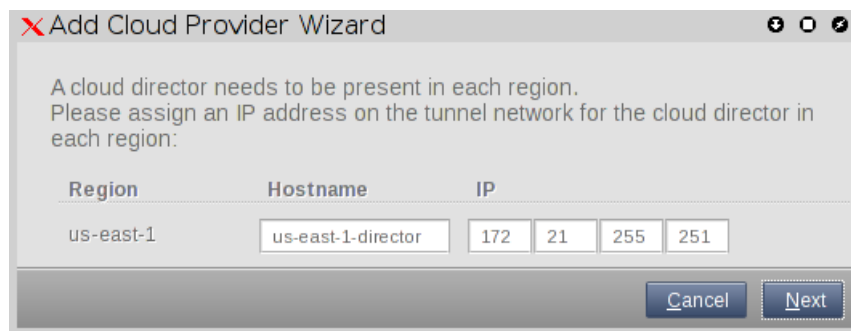 Add Cloud Provider Wizard
A cloud director needs to be present in each region.
Please assign an IP address on the tunnel network for the cloud director in
each region:
Region Hostname IP
us-east-1 us-east-1-director 172 21 255 251
Cancel Next